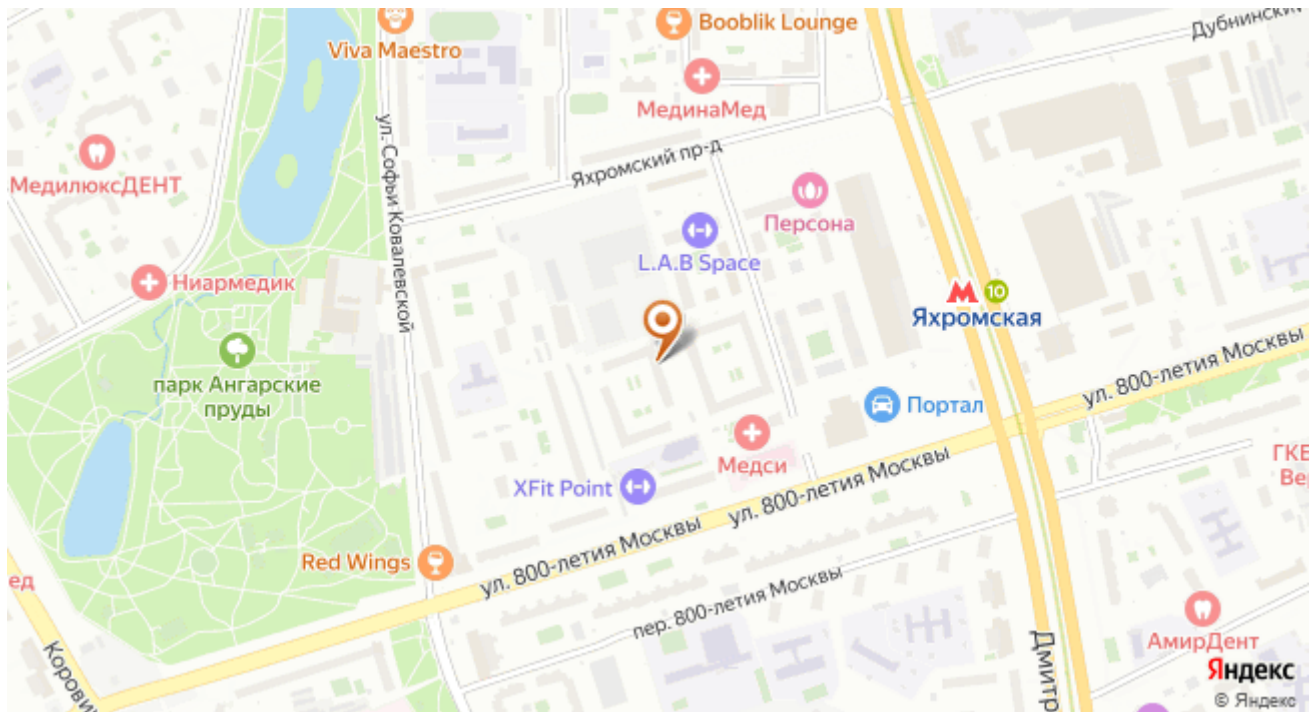 Viva Maestro
Booblik Lounge
Дубнинский
МединаМед
ул. Софьи Ковалевской
Яхромский пр-д
МедилюксДЕНТ
Персона
L.A.B Space
Ниармедик
10
Яхромская
парк Ангарские
пруды
ул. 800-летия Москвы
Портал
Медси
XFit Point
ул. 800-летия Москвы
ул. 800-летия Москвы
Red Wings
пер. 800-летия Москвы
АмирДент
Яндекс
© Яндекс